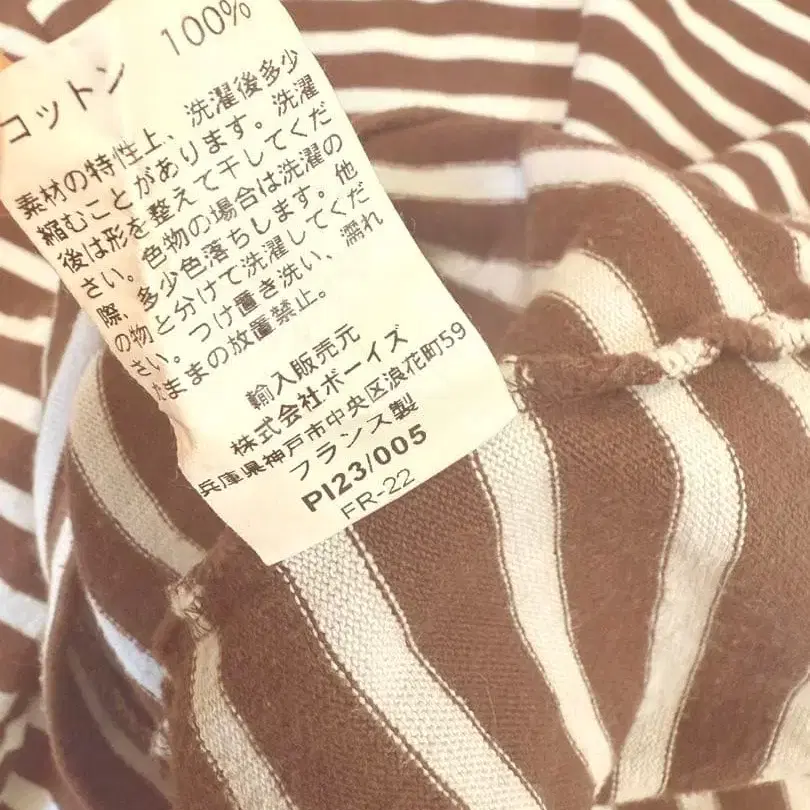 コットン 100%
素材の特性上、洗濯後多少
縮むことがあります。洗濯
後は形を整えて干してくだ
さい。色物の場合は洗濯の
際、多少色落ちします。他
の物と分けて洗濯してくだ
さい。つけ置き洗い、濡れ
たままの放置禁止。
輸入販売元
株式会社ボーイズ
兵庫県神戸市中央区浪花町59
フランス製
PI23/005
FR-22